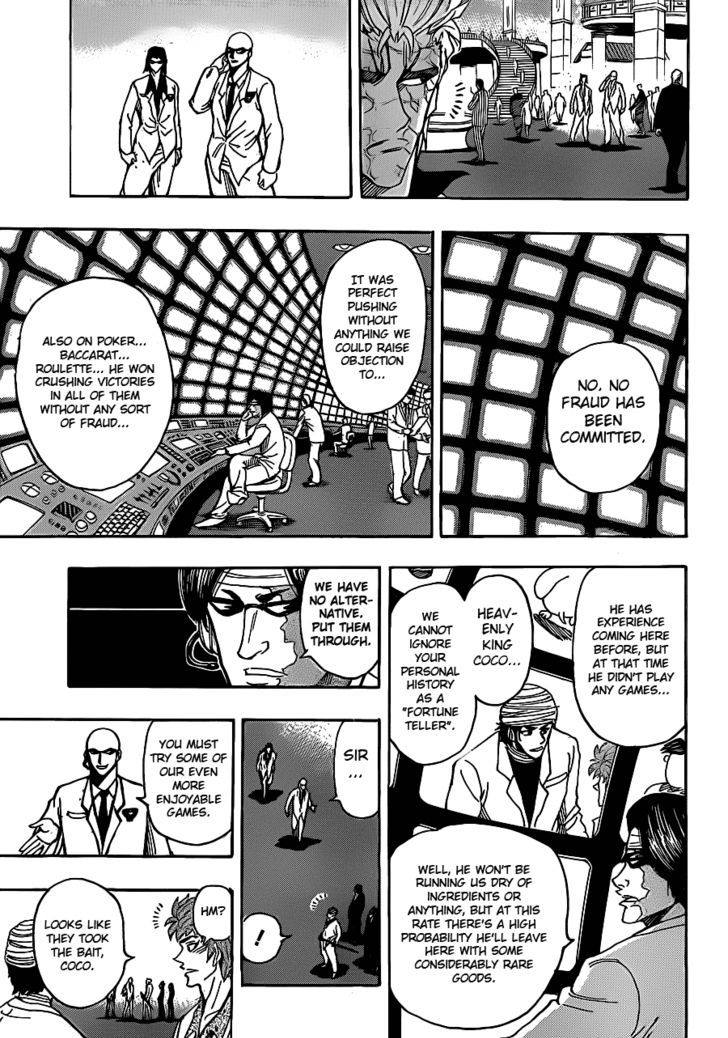 NO. NO
FRAUD HAS
BEEN
COMMITTED.
IT WAS
PERFECT
PUSHING
WITHOUT
ANYTHING WE
COULD RAISE
OBJECTION
TO...
ALSO ON POKER...
BACCARAT...
ROULETTE... HE WON
CRUSHING VICTORIES
IN ALL OF THEM
WITHOUT ANY SORT
OF FRAUD...
HE HAS
EXPERIENCE
COMING HERE
BEFORE, BUT
AT THAT TIME
HE DIDN'T PLAY
ANY GAMES...
HEAV-
ENLY
KING
COCO...
WE
CANNOT
IGNORE
YOUR
PERSONAL
HISTORY
AS A
"FORTUNE
TELLER".
WELL, HE WON'T BE
RUNNING US DRY OF
INGREDIENTS OR
ANYTHING, BUT AT THIS
RATE THERE'S A HIGH
PROBABILITY HE'LL LEAVE
HERE WITH SOME
CONSIDERABLY RARE
GOODS.
WE HAVE
NO ALTER-
NATIVE.
PUT THEM
THROUGH.
SIR
...
!
YOU MUST
TRY SOME OF
OUR EVEN
MORE
ENJOYABLE
GAMES.
HM?
LOOKS LIKE
THEY TOOK
THE BAIT,
COCO.